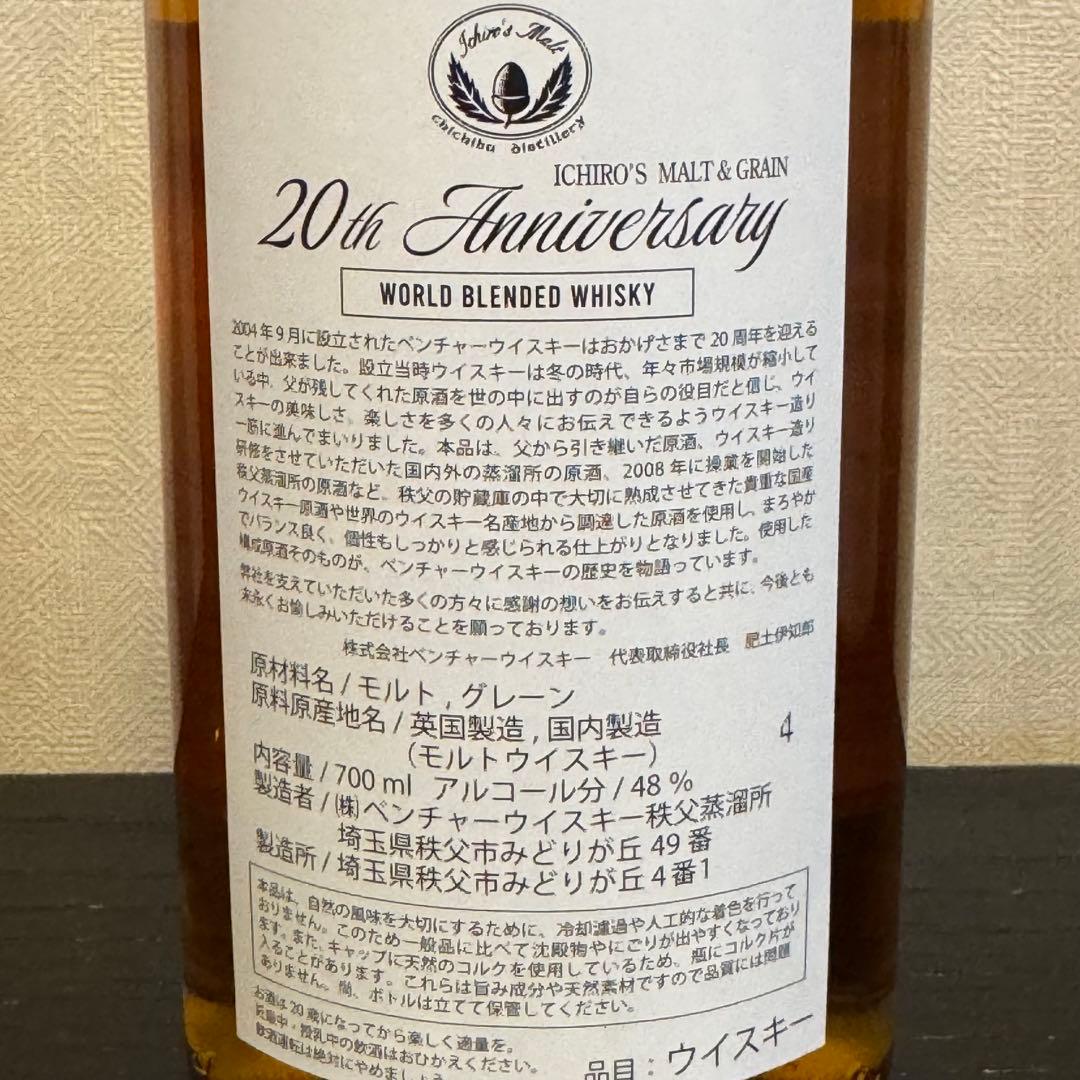 Ichiro's Malt
chichibu distillery
ICHIRO'S MALT & GRAIN
20th Anniversary
WORLD BLENDED WHISKY
2004年9月に設立されたベンチャーウイスキーはおかげさまで20周年を迎える
ことが出来ました。設立当時ウイスキーは冬の時代、年々市場規模が縮小して
いる中、父が残してくれた原酒を世の中に出すのが自らの役目だと信じ、ウイ
スキーの美味しさ、楽しさを多くの人々にお伝えできるようウイスキー造り
一筋に進んでまいりました。本品は、父から引き継いだ原酒、ウイスキー造り
研修をさせていただいた国内外の蒸溜所の原酒、2008年に操業を開始した
秩父蒸溜所の原酒など、秩父の貯蔵庫の中で大切に熟成させてきた貴重な国産
ウイスキー原酒や世界のウイスキー名産地から調達した原酒を使用し、まろやか
でバランス良く、個性もしっかりと感じられる仕上がりとなりました。使用した
構成原酒そのものが、ベンチャーウイスキーの歴史を物語っています。
弊社を支えていただいた多くの方々に感謝の想いをお伝えすると共に、今後とも
末永くお愉しみいただけることを願っております。
株式会社ベンチャーウイスキー 代表取締役社長 肥土伊知郎
原材料名 / モルト , グレーン
原料原産地名 / 英国製造 , 国内製造
（モルトウイスキー）
4
内容量 / 700 ml アルコール分 / 48 %
製造者 / ㈱ベンチャーウイスキー秩父蒸溜所
埼玉県秩父市みどりが丘 49 番
製造所 / 埼玉県秩父市みどりが丘 4 番 1
本品は、自然の風味を大切にするために、冷却濾過や人工的な着色を行って
おりません。このため一般品に比べて沈殿物やにごりが出やすくなっており
ます。また、キャップに天然のコルクを使用しているため、瓶にコルク片が
入ることがあります。これらは旨み成分や天然素材ですので品質には問題
ありません。尚、ボトルは立てて保管してください。
お酒は20歳になってから楽しく適量を。
妊娠中・授乳中の飲酒はおひかえください。
飲酒運転は絶対にやめましょう
品目：ウイスキー